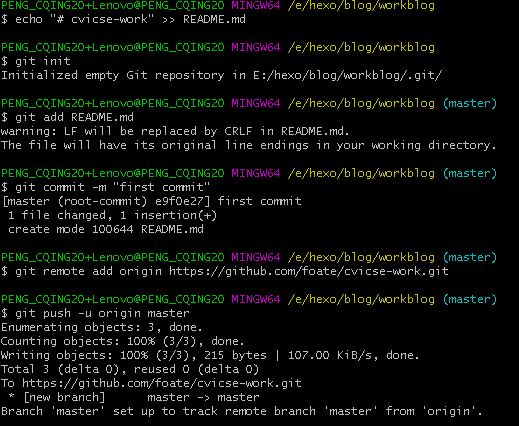 PENG_CQING20+Lenovo@PENG_CQING20 MINGW64 /e/hexo/blog/workblog
$ echo "# cvicse-work" >> README.md
PENG_CQING20+Lenovo@PENG_CQING20 MINGW64 /e/hexo/blog/workblog
$ git init
Initialized empty Git repository in E:/hexo/blog/workblog/.git/
PENG_CQING20+Lenovo@PENG_CQING20 MINGW64 /e/hexo/blog/workblog (master)
$ git add README.md
warning: LF will be replaced by CRLF in README.md.
The file will have its original line endings in your working directory.
PENG_CQING20+Lenovo@PENG_CQING20 MINGW64 /e/hexo/blog/workblog (master)
$ git commit -m "first commit"
[master (root-commit) e9f0e27] first commit
1 file changed, 1 insertion(+)
create mode 100644 README.md
PENG_CQING20+Lenovo@PENG_CQING20 MINGW64 /e/hexo/blog/workblog (master)
$ git remote add origin https://github.com/foate/cvicse-work.git
PENG_CQING20+Lenovo@PENG_CQING20 MINGW64 /e/hexo/blog/workblog (master)
$ git push -u origin master
Enumerating objects: 3, done.
Counting objects: 100% (3/3), done.
Writing objects: 100% (3/3), 215 bytes | 107.00 KiB/s, done.
Total 3 (delta 0), reused 0 (delta 0)
To https://github.com/foate/cvicse-work.git
* [new branch] master -> master
Branch 'master' set up to track remote branch 'master' from 'origin'.